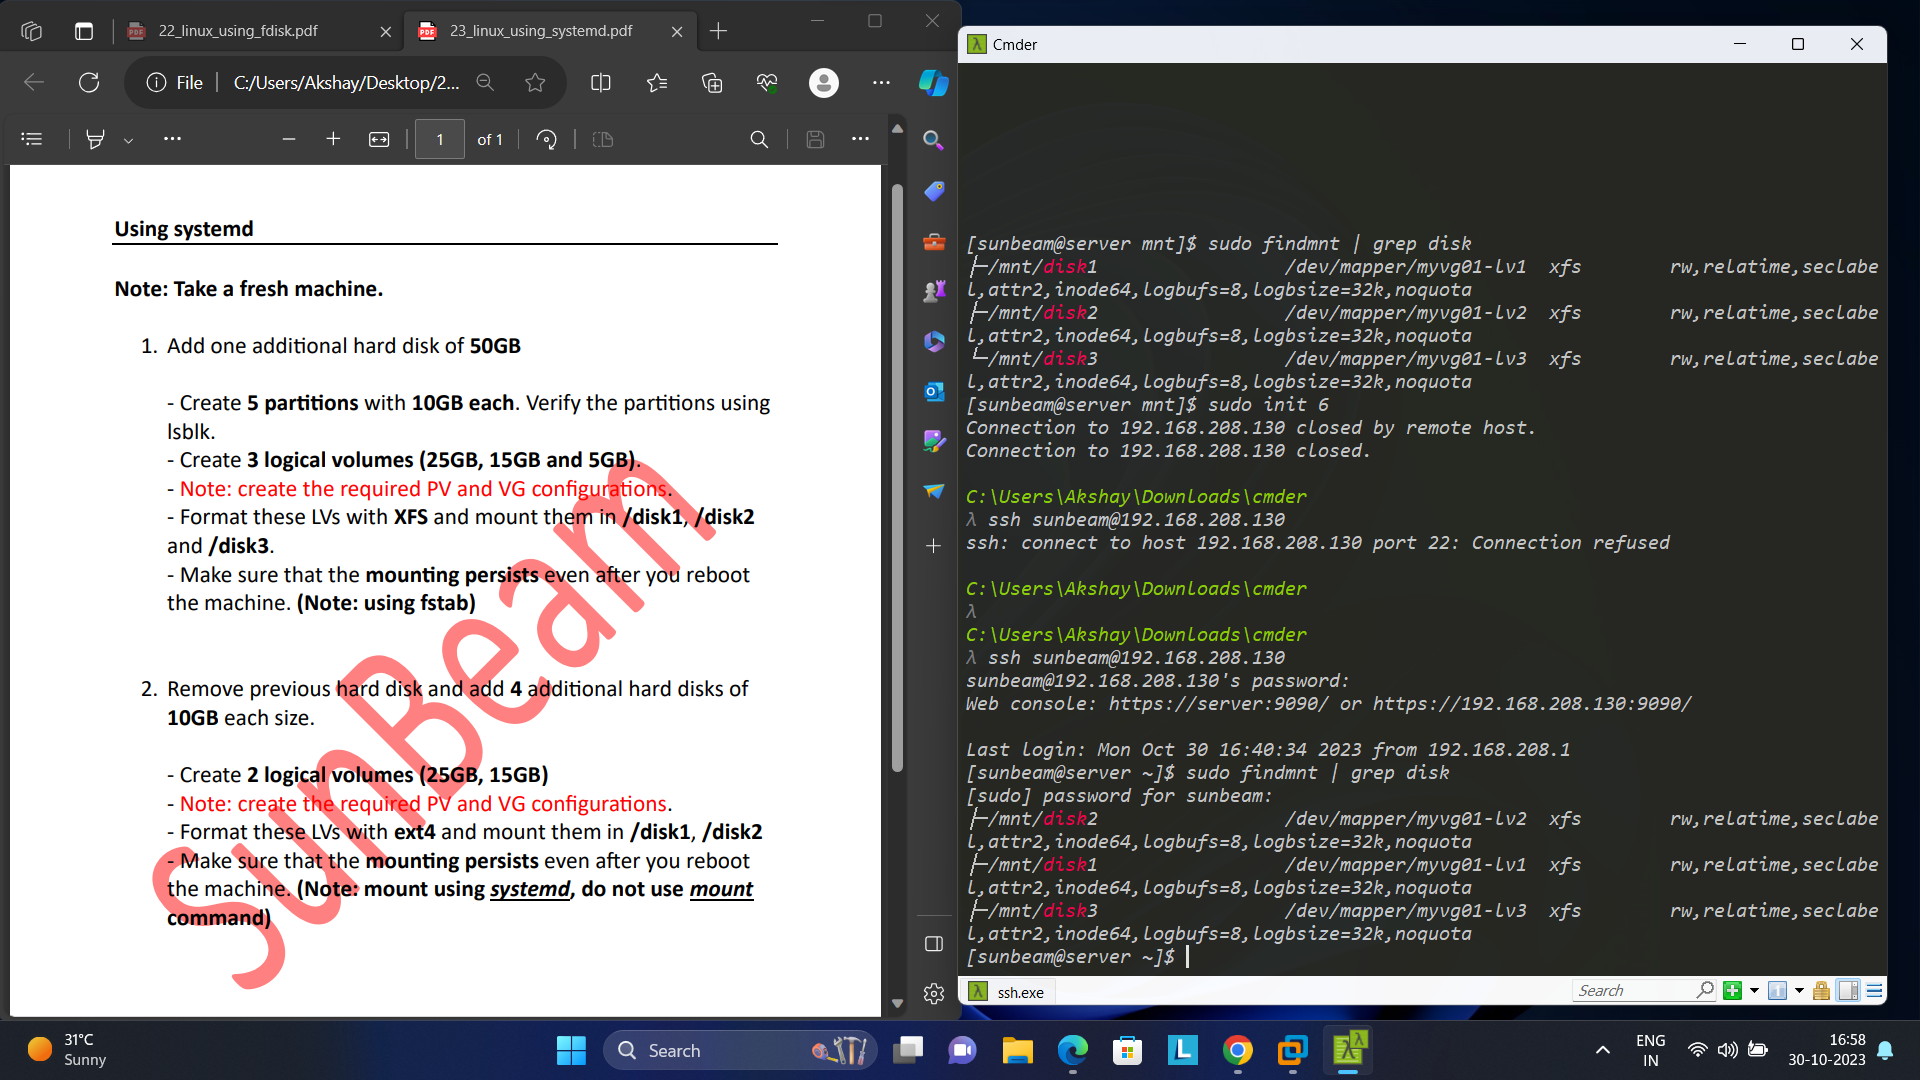 22_linux_using_fdisk.pdf
23_linux_using_systemd.pdf
File
C:/Users/Akshay/Desktop/2...
1
of 1
Using systemd
Note: Take a fresh machine.
1. Add one additional hard disk of 50GB
- Create 5 partitions with 10GB each. Verify the partitions using
lsblk.
- Create 3 logical volumes (25GB, 15GB and 5GB).
- Note: create the required PV and VG configurations.
- Format these LVs with XFS and mount them in /disk1, /disk2
and /disk3.
- Make sure that the mounting persists even after you reboot
the machine. (Note: using fstab)
2. Remove previous hard disk and add 4 additional hard disks of
10GB each size.
- Create 2 logical volumes (25GB, 15GB)
- Note: create the required PV and VG configurations.
- Format these LVs with ext4 and mount them in /disk1, /disk2
- Make sure that the mounting persists even after you reboot
the machine. (Note: mount using systemd, do not use mount
command)
SunBeam
Cmder
[sunbeam@server mnt]$ sudo findmnt | grep disk
├─/mnt/disk1 /dev/mapper/myvg01-lv1 xfs rw,relatime,seclabe
l,attr2,inode64,logbufs=8,logbsize=32k,noquota
├─/mnt/disk2 /dev/mapper/myvg01-lv2 xfs rw,relatime,seclabe
l,attr2,inode64,logbufs=8,logbsize=32k,noquota
└─/mnt/disk3 /dev/mapper/myvg01-lv3 xfs rw,relatime,seclabe
l,attr2,inode64,logbufs=8,logbsize=32k,noquota
[sunbeam@server mnt]$ sudo init 6
Connection to 192.168.208.130 closed by remote host.
Connection to 192.168.208.130 closed.
C:\Users\Akshay\Downloads\cmder
λ ssh sunbeam@192.168.208.130
ssh: connect to host 192.168.208.130 port 22: Connection refused
C:\Users\Akshay\Downloads\cmder
λ
C:\Users\Akshay\Downloads\cmder
λ ssh sunbeam@192.168.208.130
sunbeam@192.168.208.130's password:
Web console: https://server:9090/ or https://192.168.208.130:9090/
Last login: Mon Oct 30 16:40:34 2023 from 192.168.208.1
[sunbeam@server ~]$ sudo findmnt | grep disk
[sudo] password for sunbeam:
├─/mnt/disk2 /dev/mapper/myvg01-lv2 xfs rw,relatime,seclabe
l,attr2,inode64,logbufs=8,logbsize=32k,noquota
├─/mnt/disk1 /dev/mapper/myvg01-lv1 xfs rw,relatime,seclabe
l,attr2,inode64,logbufs=8,logbsize=32k,noquota
├─/mnt/disk3 /dev/mapper/myvg01-lv3 xfs rw,relatime,seclabe
l,attr2,inode64,logbufs=8,logbsize=32k,noquota
[sunbeam@server ~]$
ssh.exe
Search
31°C
Sunny
Search
ENG
IN
16:58
30-10-2023